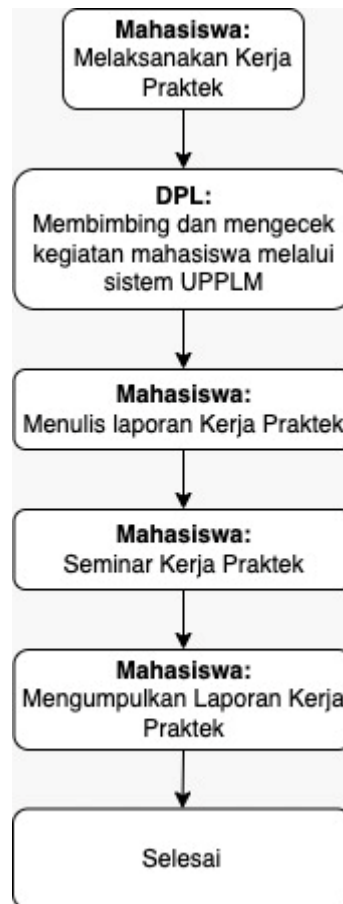 Mahasiswa:
Melaksanakan Kerja
Praktek
DPL:
Membimbing dan mengecek
kegiatan mahasiswa melalui
sistem UPPLM
Mahasiswa:
Menulis laporan Kerja Praktek
Mahasiswa:
Seminar Kerja Praktek
Mahasiswa:
Mengumpulkan Laporan Kerja
Praktek
Selesai